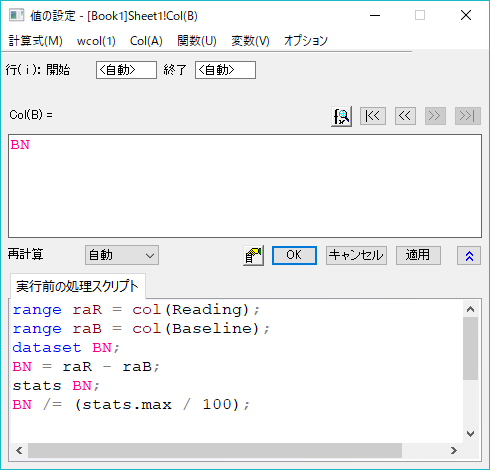 値の設定 - [Book1]Sheet1!Col(B)
計算式(M) wcol(1) Col(A) 関数(U) 変数(V) オプション
行(i): 開始 <自動> 終了 <自動>
Col(B) =
BN
再計算 自動 OK キャンセル 適用
実行前の処理スクリプト
range raR = col(Reading);
range raB = col(Baseline);
dataset BN;
BN = raR - raB;
stats BN;
BN /= (stats.max / 100);